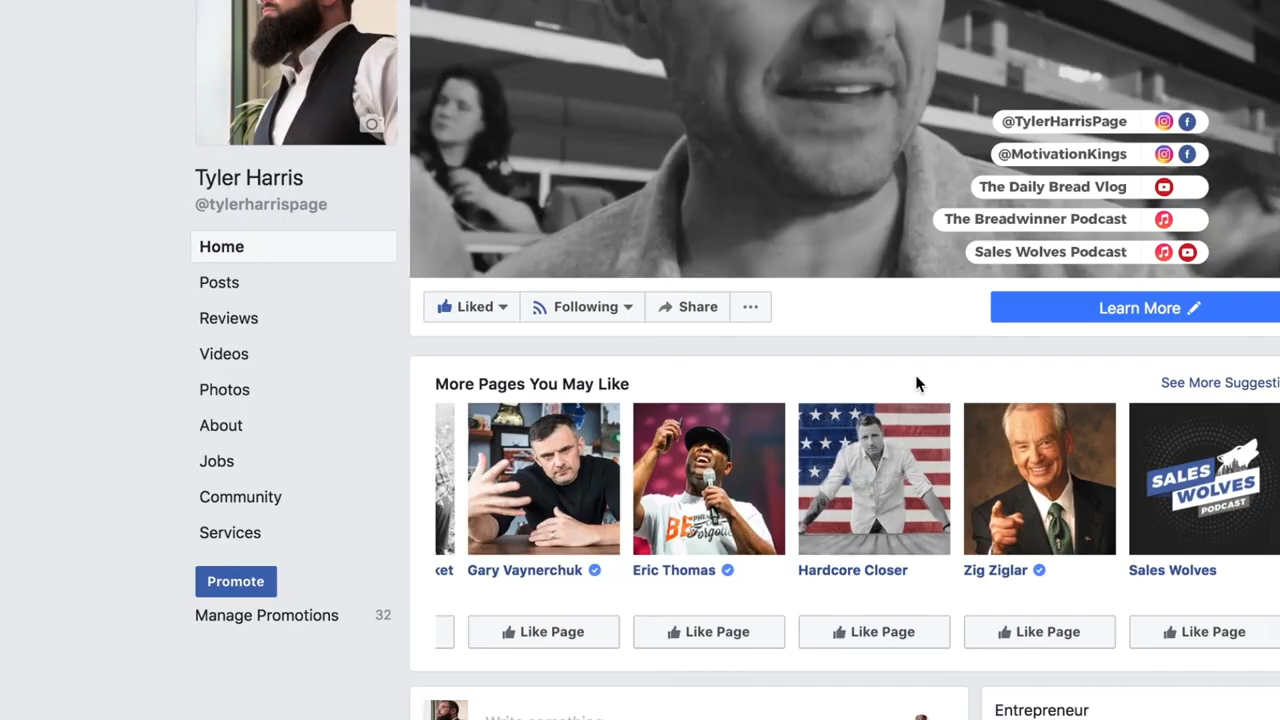 @TylerHarrisPage
@MotivationKings
The Daily Bread Vlog
The Breadwinner Podcast
Sales Wolves Podcast
Tyler Harris
@tylerharrispage
Home
Posts
Reviews
Videos
Photos
About
Jobs
Community
Services
Promote
Manage Promotions 32
Liked
Following
Share
Learn More
More Pages You May Like
See More Suggesti
SALES
WOLVES
PODCAST
ket
Gary Vaynerchuk
Eric Thomas
Hardcore Closer
Zig Ziglar
Sales Wolves
Like Page
Like Page
Like Page
Like Page
Like Page
Write something
Entrepreneur